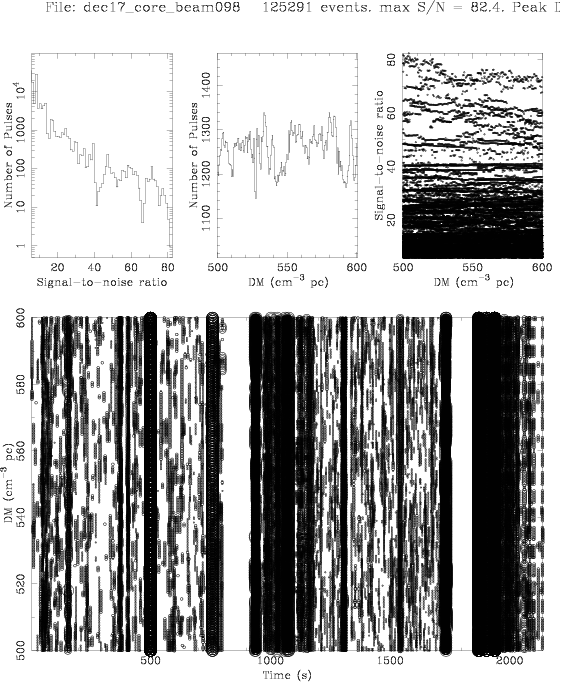 File: dec17_core_beam098 125291 events. max S/N = 82.4. Peak D
Number of Pulses
10⁴
1000
100
10
1
20 40 60 80
Signal-to-noise ratio
Number of Pulses
1400
1300
1200
1100
500 550 600
DM (cm⁻³ pc)
Signal-to-noise ratio
80
60
40
20
500 550 600
DM (cm⁻³ pc)
DM (cm⁻³ pc)
600
580
560
540
520
500
500 1000 1500 2000
Time (s)